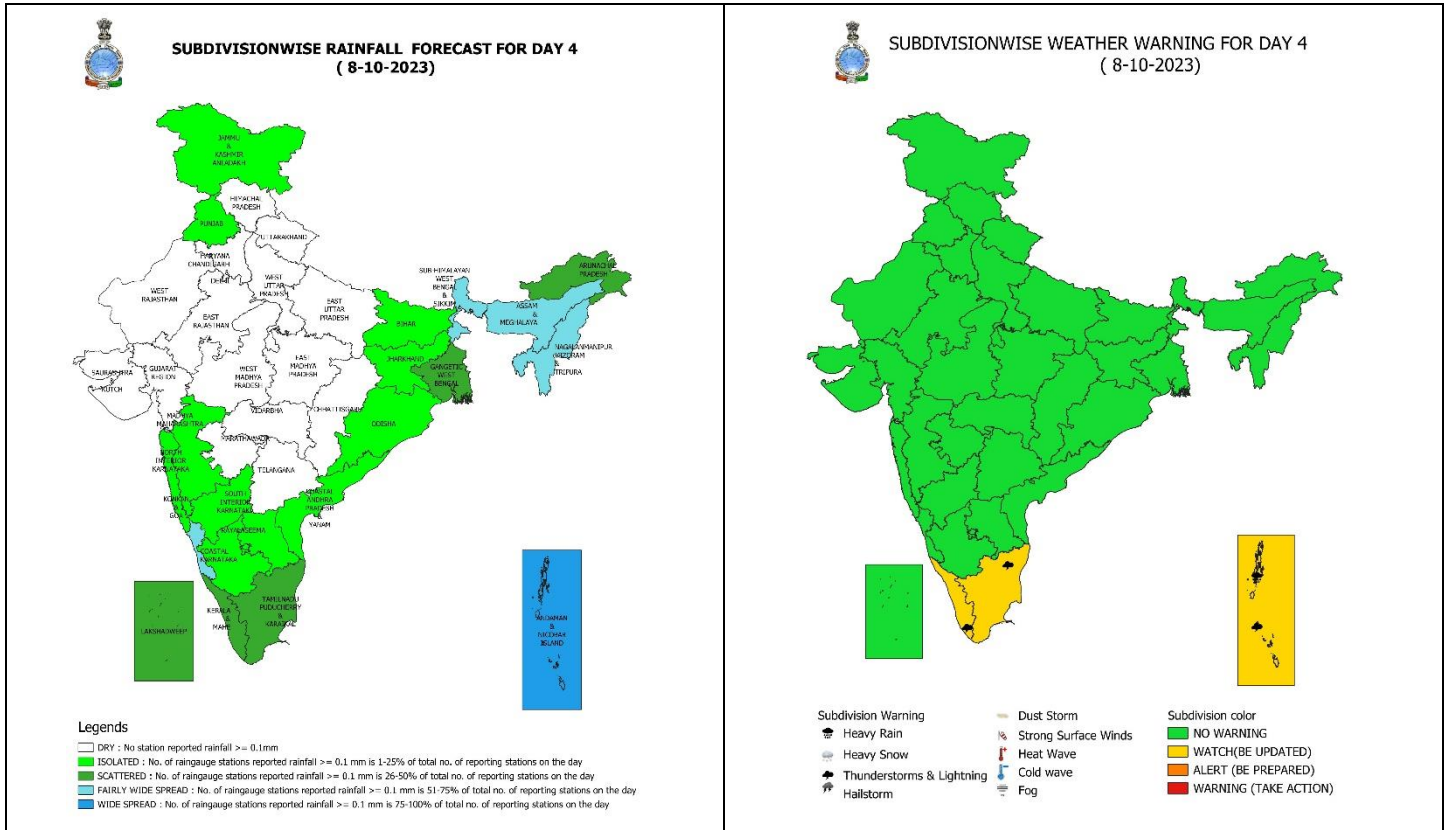 SUBDIVISIONWISE RAINFALL FORECAST FOR DAY 4
( 8-10-2023)
JAMMU
&
KASHMIR
AND LADAKH
HIMACHAL
PRADESH
PUNJAB
UTTARAKHAND
HARYANA
CHANDIGARH
&
DELHI
WEST
UTTAR
PRADESH
WEST
RAJASTHAN
EAST
RAJASTHAN
EAST
UTTAR
PRADESH
SUB HIMALAYAN
WEST
BENGAL
&
SIKKIM
ARUNACHAL
PRADESH
ASSAM
&
MEGHALAYA
NAGALANMANIPUR
MIZORAM
&
TRIPURA
BIHAR
JHARKHAND
GANGETIC
WEST
BENGAL
SAURASHTRA
&
KUTCH
GUJARAT
REGION
WEST
MADHYA
PRADESH
EAST
MADHYA
PRADESH
VIDARBHA
CHHATTISGARH
ODISHA
MADHYA
MAHARASHTRA
MARATHAWADA
NORTH
INTERIOR
KARNATAKA
TELANGANA
KONKAN
&
GOA
SOUTH
INTERIOR
KARNATAKA
COASTAL
ANDHRA
PRADESH
&
YANAM
RAYALASEEMA
COASTAL
KARNATAKA
KERALA
&
MAHE
TAMILNADU
PUDUCHERRY
&
KARAIKAL
LAKSHADWEEP
ANDAMAN
&
NICOBAR
ISLAND
Legends
DRY : No station reported rainfall >= 0.1mm
ISOLATED : No. of raingauge stations reported rainfall >= 0.1 mm is 1-25% of total no. of reporting stations on the day
SCATTERED : No. of raingauge stations reported rainfall >= 0.1 mm is 26-50% of total no. of reporting stations on the day
FAIRLY WIDE SPREAD : No. of raingauge stations reported rainfall >= 0.1 mm is 51-75% of total no. of reporting stations on the day
WIDE SPREAD : No. of raingauge stations reported rainfall >= 0.1 mm is 75-100% of total no. of reporting stations on the day
SUBDIVISIONWISE WEATHER WARNING FOR DAY 4
( 8-10-2023)
Subdivision Warning
Heavy Rain
Heavy Snow
Thunderstorms & Lightning
Hailstorm
Dust Storm
Strong Surface Winds
Heat Wave
Cold wave
Fog
Subdivision color
NO WARNING
WATCH(BE UPDATED)
ALERT (BE PREPARED)
WARNING (TAKE ACTION)